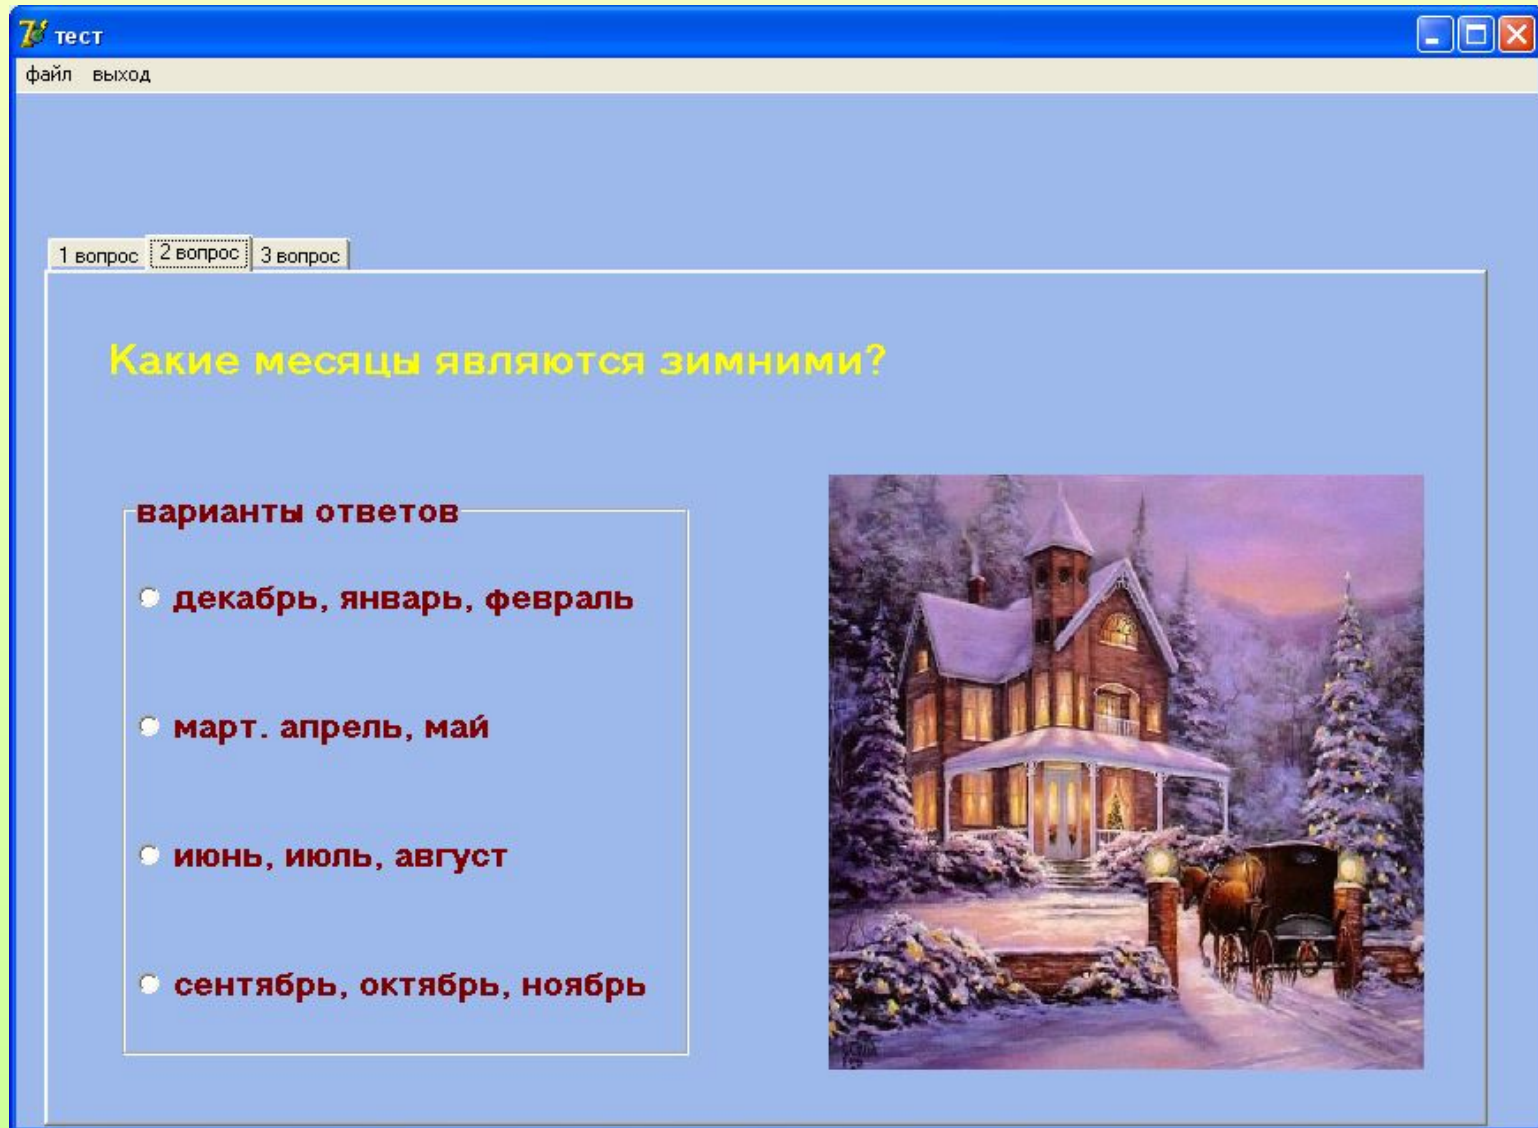 тест
файл выход
1 вопрос 2 вопрос 3 вопрос
Какие месяцы являются зимними?
варианты ответов
декабрь, январь, февраль
март. апрель, май
июнь, июль, август
сентябрь, октябрь, ноябрь